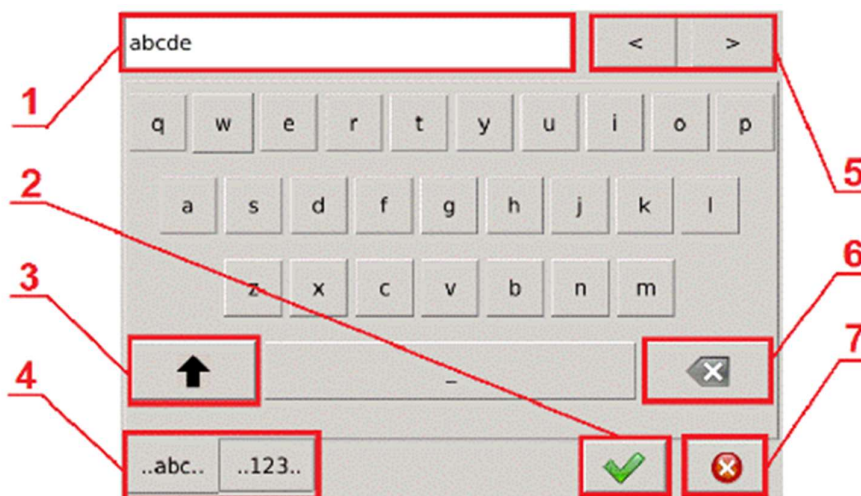 abcde < >
1
q w e r t y u i o p
2 5
a s d f g h j k l
3 z x c v b n m 6
7
4 _
..abc.. ..123..